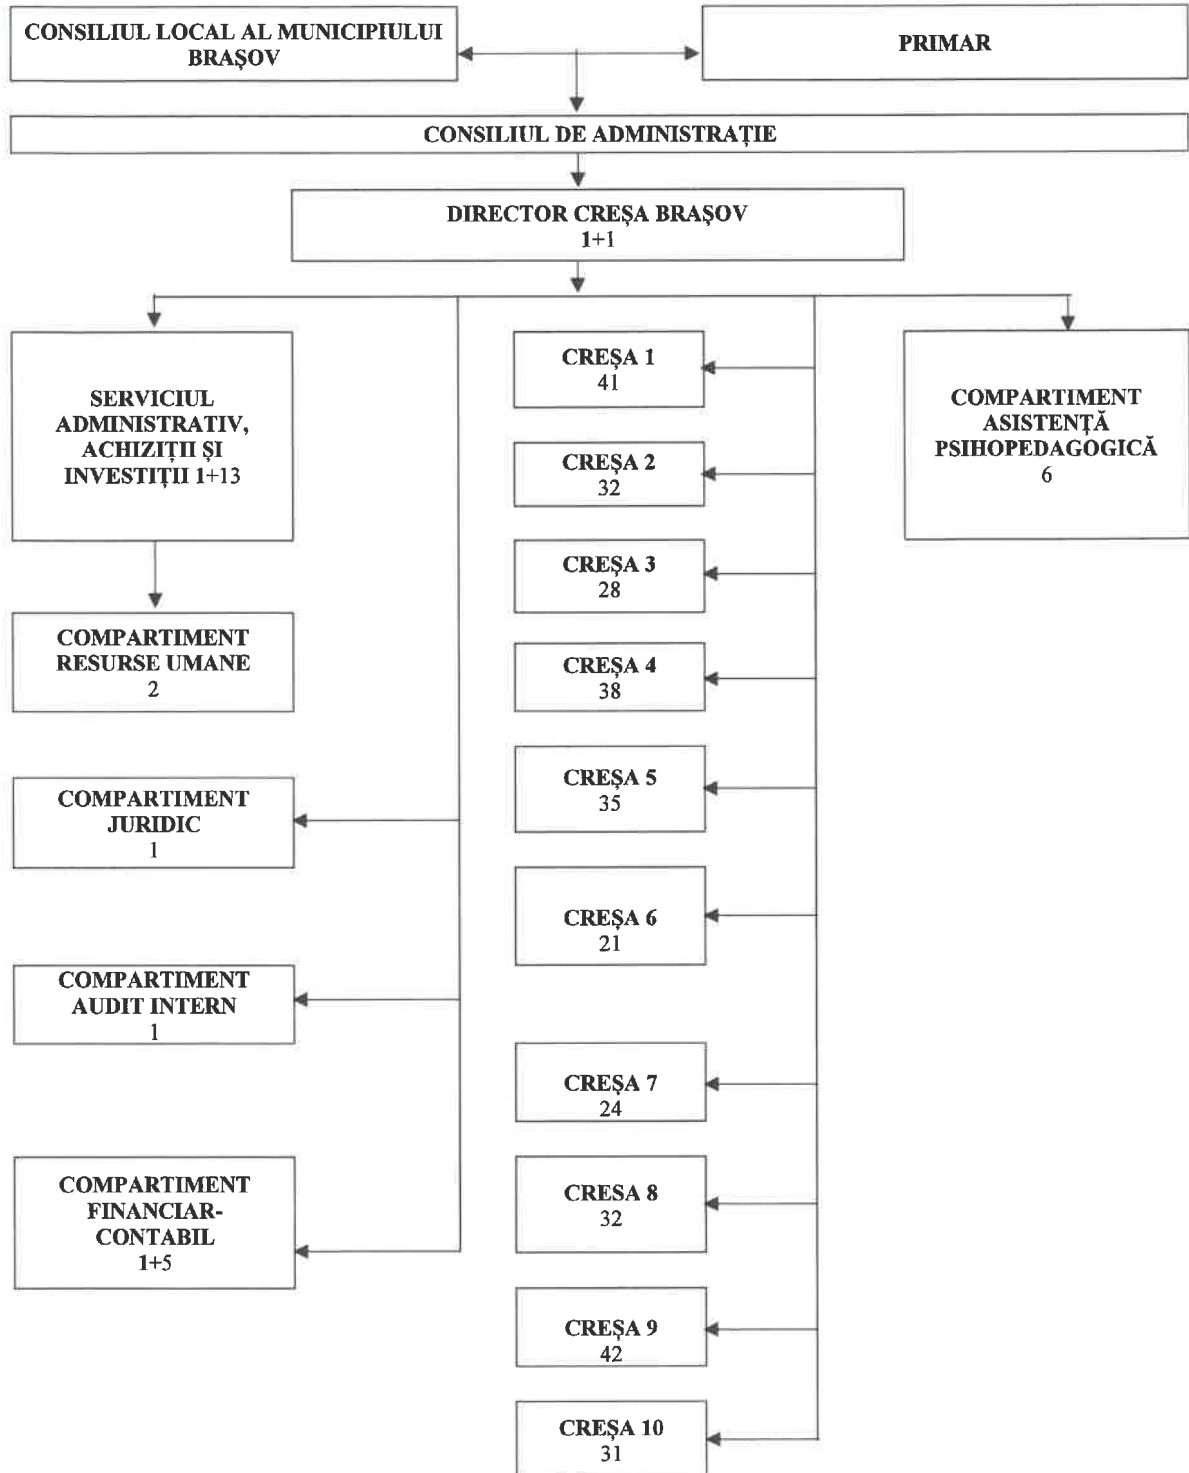 CONSILIUL LOCAL AL MUNICIPIULUI
BRAȘOV
PRIMAR
CONSILIUL DE ADMINISTRAȚIE
DIRECTOR CREȘA BRAȘOV
1+1
SERVICIUL
ADMINISTRATIV,
ACHIZIȚII ȘI
INVESTIȚII 1+13
COMPARTIMENT
RESURSE UMANE
2
COMPARTIMENT
JURIDIC
1
COMPARTIMENT
AUDIT INTERN
1
COMPARTIMENT
FINANCIAR-
CONTABIL
1+5
CREȘA 1
41
CREȘA 2
32
CREȘA 3
28
CREȘA 4
38
CREȘA 5
35
CREȘA 6
21
CREȘA 7
24
CRESA 8
32
CREȘA 9
42
CREȘA 10
31
COMPARTIMENT
ASISTENȚĂ
PSIHOPEDAGOGICĂ
6